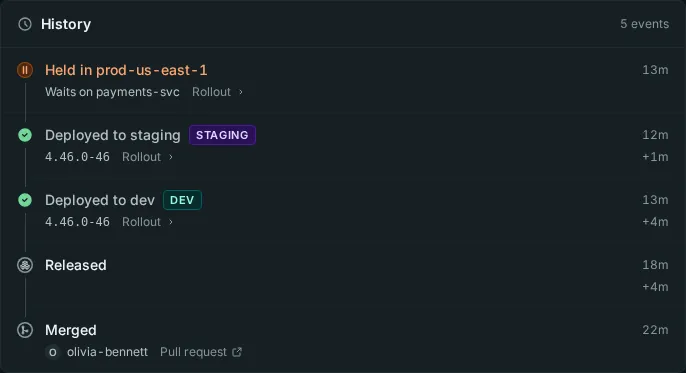 History 5 events
Held in prod-us-east-1 13m
Waits on payments-svc Rollout ›
Deployed to staging STAGING 12m
4.46.0-46 Rollout › +1m
Deployed to dev DEV 13m
4.46.0-46 Rollout › +4m
Released 18m
+4m
Merged 22m
O olivia-bennett Pull request